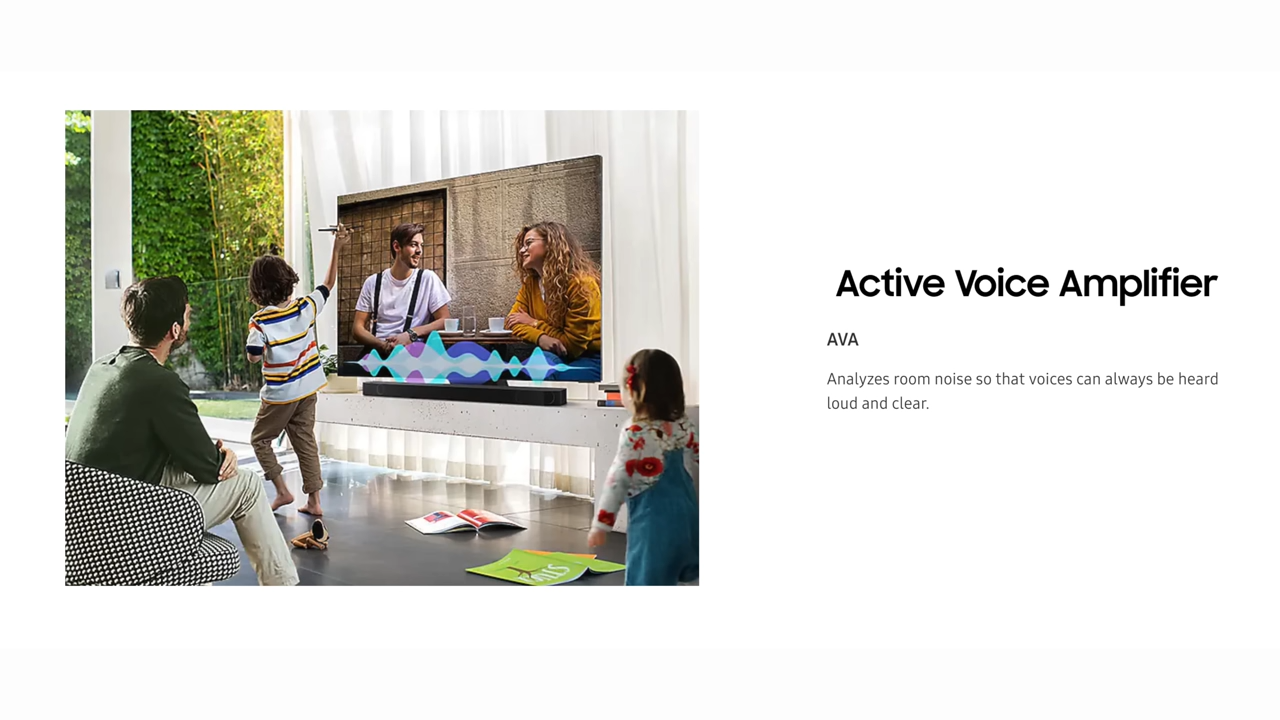 Active Voice Amplifier
AVA
Analyzes room noise so that voices can always be heard
loud and clear.